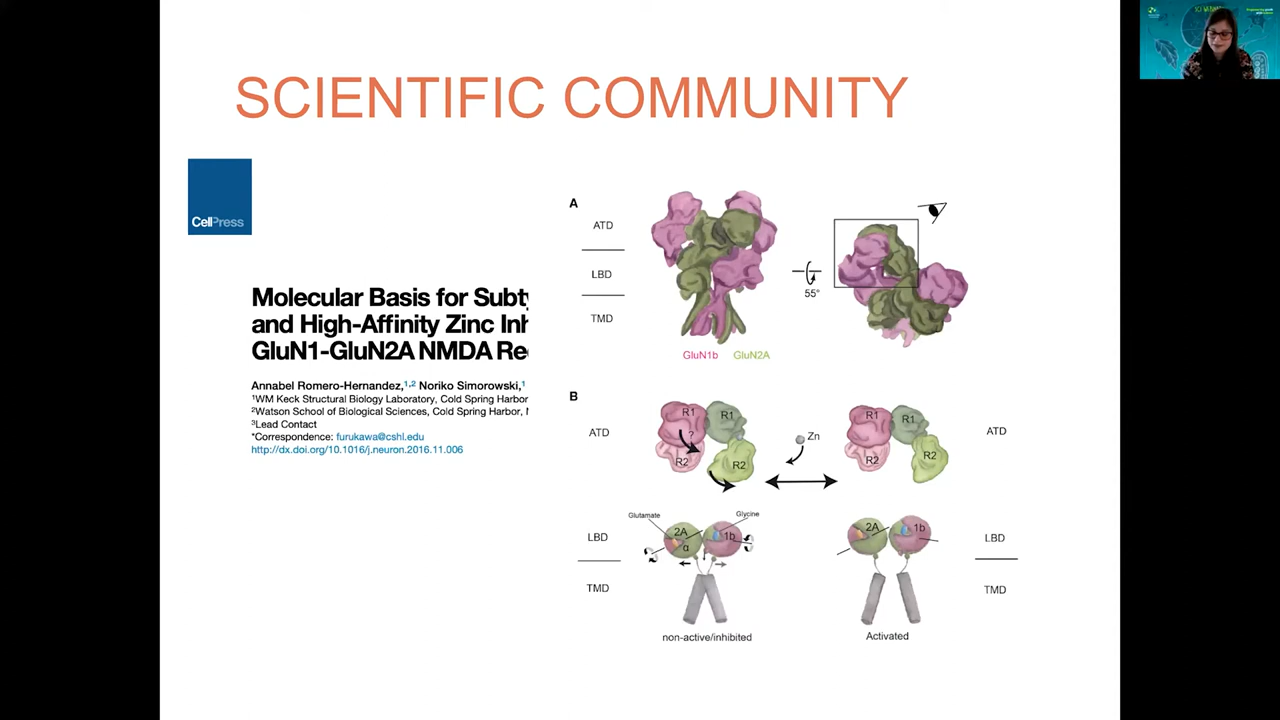 SCIENTIFIC COMMUNITY
CellPress
Molecular Basis for Subty
and High-Affinity Zinc Inh
GluN1-GluN2A NMDA Re
Annabel Romero-Hernandez,1,2 Noriko Simorowski,1
1WM Keck Structural Biology Laboratory, Cold Spring Harbor
2Watson School of Biological Sciences, Cold Spring Harbor, N
3Lead Contact
*Correspondence: furukawa@cshl.edu
http://dx.doi.org/10.1016/j.neuron.2016.11.006
A
ATD
LBD
TMD
55°
GluN1b GluN2A
B
ATD
R1 R1
?
R2 R2
Zn
R1 R1
R2 R2
ATD
Glutamate Glycine
LBD
2A 1b
α
2A 1b
LBD
TMD
TMD
non-active/inhibited
Activated